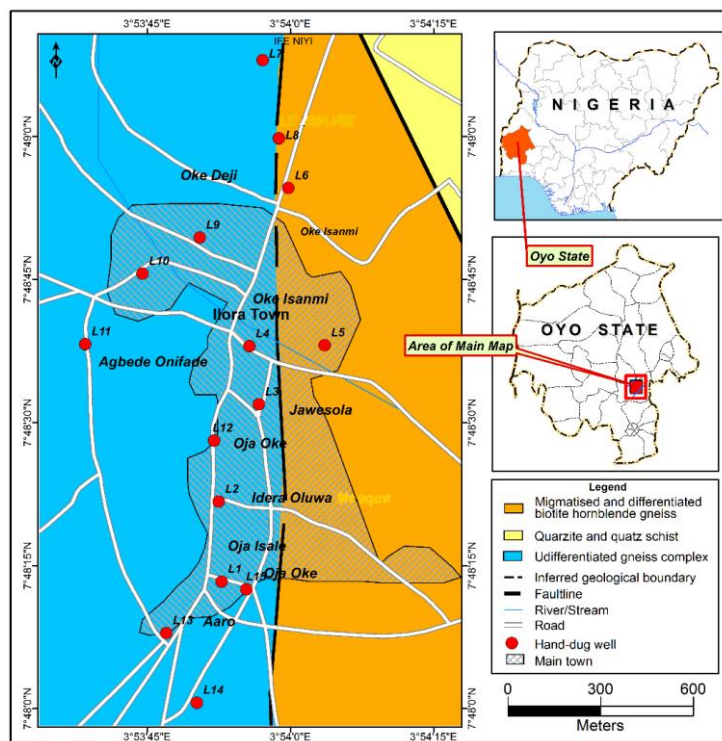 3°53'45"E
3°54'0"E
3°54'15"E
IFE NIYI
N
L7
L8
7°49'0"N
Oke Deji
L6
L9
Oke Isanmi
L10
7°48'45"N
Oke Isanmi
Ilora Town
L11
L4
L5
Agbede Onifade
L3
Jawesola
7°48'30"N
L12
Oja Oke
L2
Idera Oluwa
Mosque
Oja Isale
7°48'15"N
L1
L15
Oja Oke
Aaro
L13
L14
7°48'0"N
3°53'45"E
3°54'0"E
3°54'15"E
NIGERIA
Oyo State
OYO STATE
Area of Main Map
Legend
Migmatised and differentiated
biotite hornblende gneiss
Quarzite and quatz schist
Udifferentiated gneiss complex
Inferred geological boundary
Faultline
River/Stream
Road
Hand-dug well
Main town
0 300 600
Meters